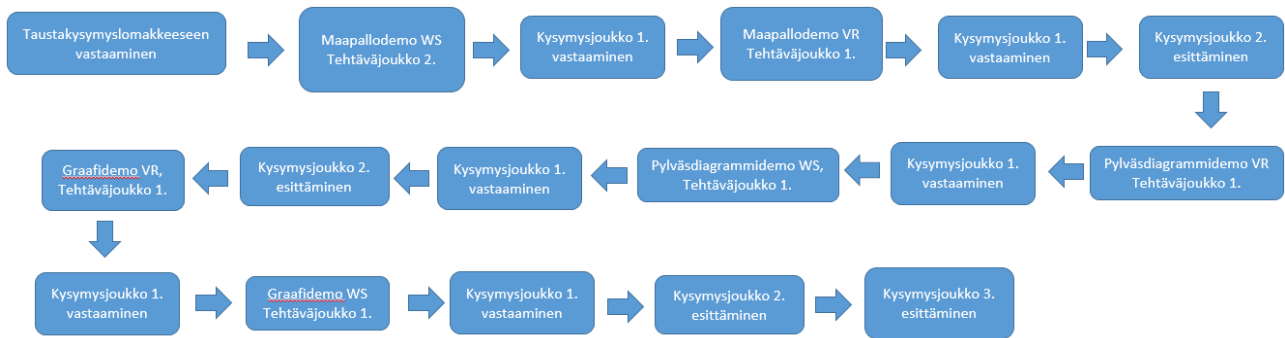 Taustakysymyslomakkeeseen
vastaaminen
Maapallodemo WS
Tehtäväjoukko 2.
Kysymysjoukko 1.
vastaaminen
Maapallodemo VR
Tehtäväjoukko 1.
Kysymysjoukko 1.
vastaaminen
Kysymysjoukko 2.
esittäminen
Pylväsdiagrammidemo VR
Tehtäväjoukko 1.
Kysymysjoukko 1.
vastaaminen
Pylväsdiagrammidemo WS,
Tehtäväjoukko 1.
Kysymysjoukko 1.
vastaaminen
Kysymysjoukko 2.
esittäminen
Graafidemo VR,
Tehtäväjoukko 1.
Kysymysjoukko 1.
vastaaminen
Graafidemo WS
Tehtäväjoukko 1.
Kysymysjoukko 1.
vastaaminen
Kysymysjoukko 2.
esittäminen
Kysymysjoukko 3.
esittäminen